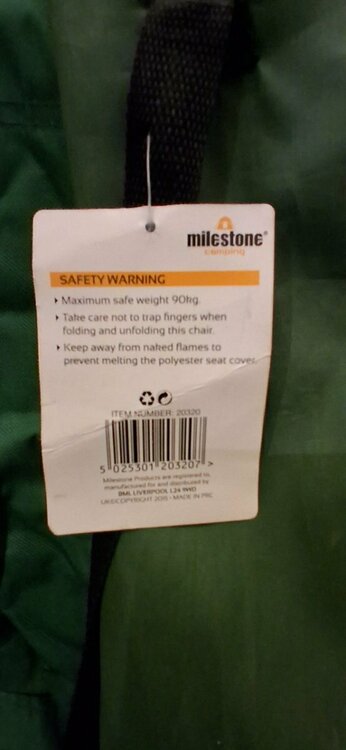 milestone®
camping
SAFETY WARNING
Maximum safe weight 90kg.
Take care not to trap fingers when
folding and unfolding this chair.
Keep away from naked flames to
prevent melting the polyester seat cover.
ITEM NUMBER: 20320
5 025301 203207 >
Milestone Products are registered to,
manufactured for and distributed by
BML LIVERPOOL L24 9WD
UK©COPYRIGHT 2015 - MADE IN PRC